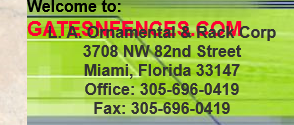 Welcome to:
GATESNFENCES.COM
L. A. Ornamental & Rack Corp
3708 NW 82nd Street
Miami, Florida 33147
Office: 305-696-0419
Fax: 305-696-0419